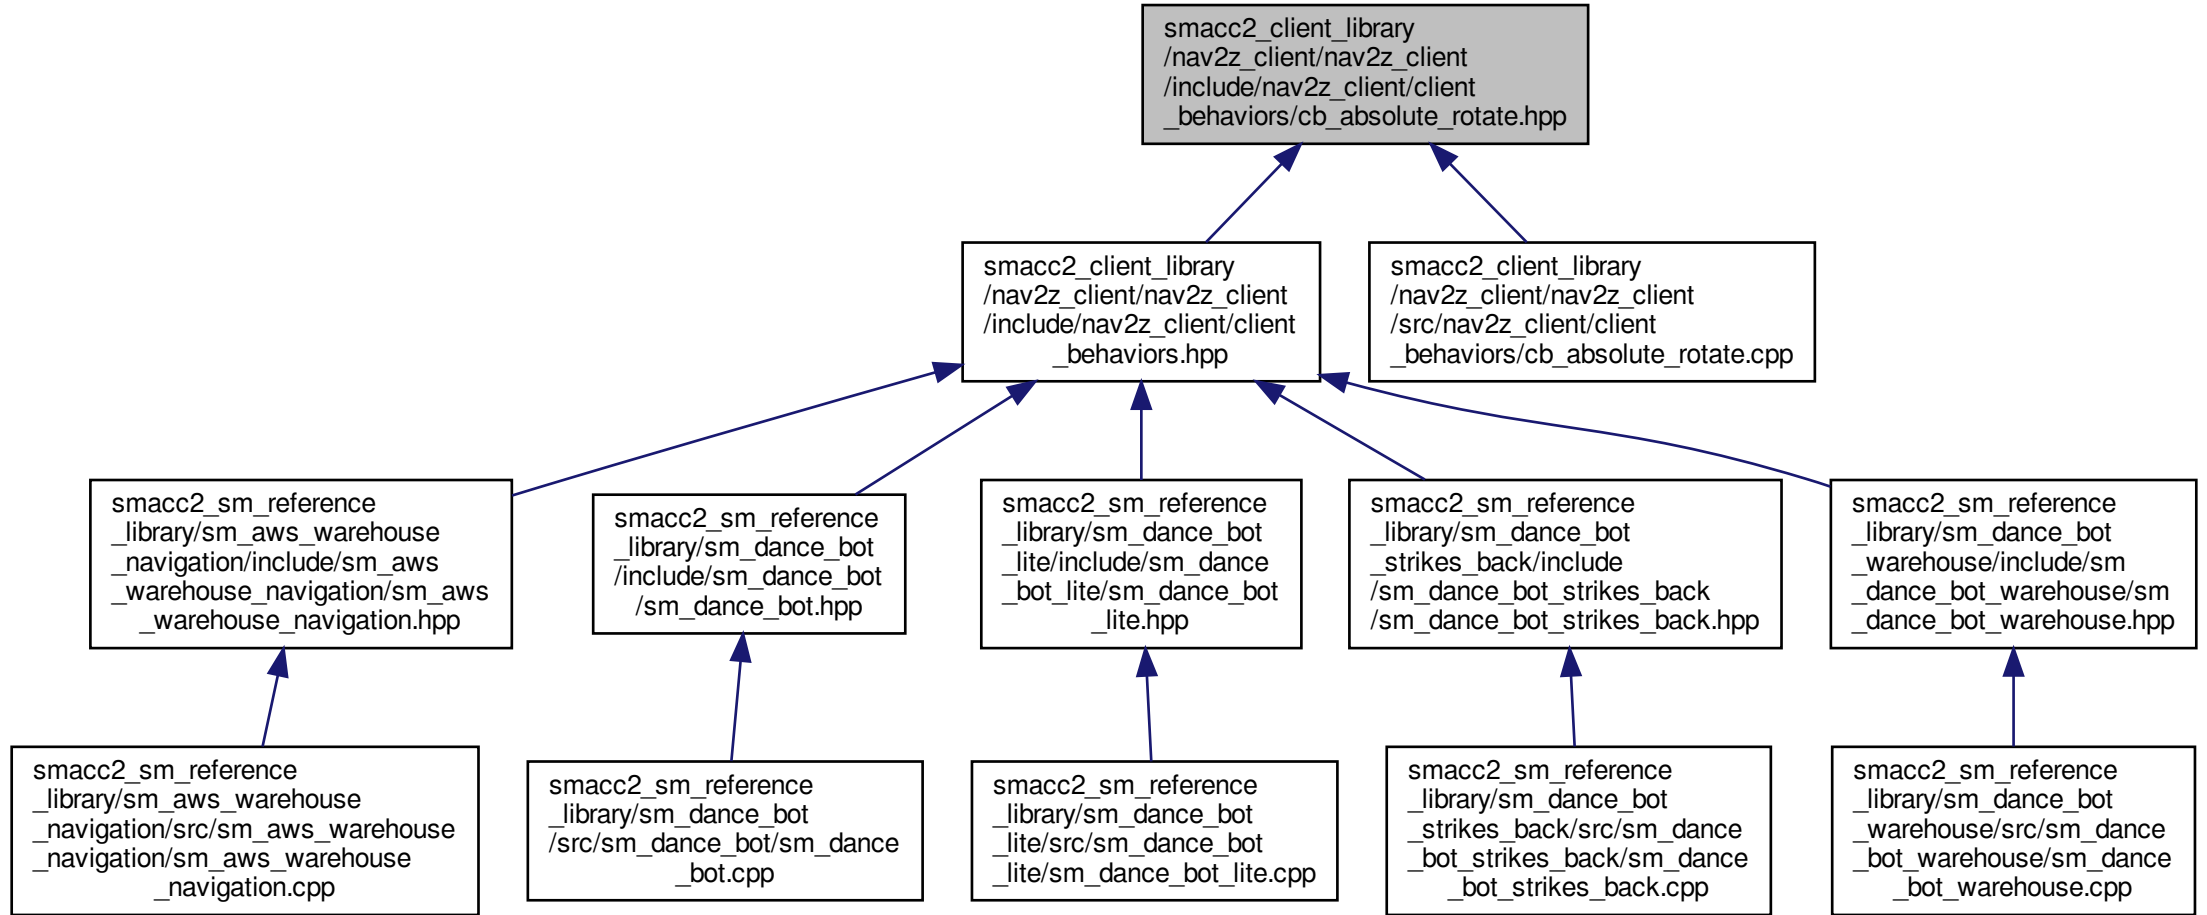 smacc2_client_library
/nav2z_client/nav2z_client
/include/nav2z_client/client
_behaviors/cb_absolute_rotate.hpp
smacc2_client_library
/nav2z_client/nav2z_client
/include/nav2z_client/client
_behaviors.hpp
smacc2_client_library
/nav2z_client/nav2z_client
/src/nav2z_client/client
_behaviors/cb_absolute_rotate.cpp
smacc2_sm_reference
_library/sm_aws_warehouse
_navigation/include/sm_aws
_warehouse_navigation/sm_aws
_warehouse_navigation.hpp
smacc2_sm_reference
_library/sm_dance_bot
/include/sm_dance_bot
/sm_dance_bot.hpp
smacc2_sm_reference
_library/sm_dance_bot
_lite/include/sm_dance
_bot_lite/sm_dance_bot
_lite.hpp
smacc2_sm_reference
_library/sm_dance_bot
_strikes_back/include
/sm_dance_bot_strikes_back
/sm_dance_bot_strikes_back.hpp
smacc2_sm_reference
_library/sm_dance_bot
_warehouse/include/sm
_dance_bot_warehouse/sm
_dance_bot_warehouse.hpp
smacc2_sm_reference
_library/sm_aws_warehouse
_navigation/src/sm_aws_warehouse
_navigation/sm_aws_warehouse
_navigation.cpp
smacc2_sm_reference
_library/sm_dance_bot
/src/sm_dance_bot/sm_dance
_bot.cpp
smacc2_sm_reference
_library/sm_dance_bot
_lite/src/sm_dance_bot
_lite/sm_dance_bot_lite.cpp
smacc2_sm_reference
_library/sm_dance_bot
_strikes_back/src/sm_dance
_bot_strikes_back/sm_dance
_bot_strikes_back.cpp
smacc2_sm_reference
_library/sm_dance_bot
_warehouse/src/sm_dance
_bot_warehouse/sm_dance
_bot_warehouse.cpp